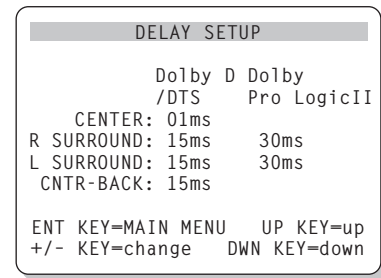 DELAY SETUP
Dolby D Dolby
/DTS Pro LogicII
CENTER: 01ms
R SURROUND: 15ms 30ms
L SURROUND: 15ms 30ms
CNTR-BACK: 15ms
ENT KEY=MAIN MENU UP KEY=up
+/- KEY=change DWN KEY=down